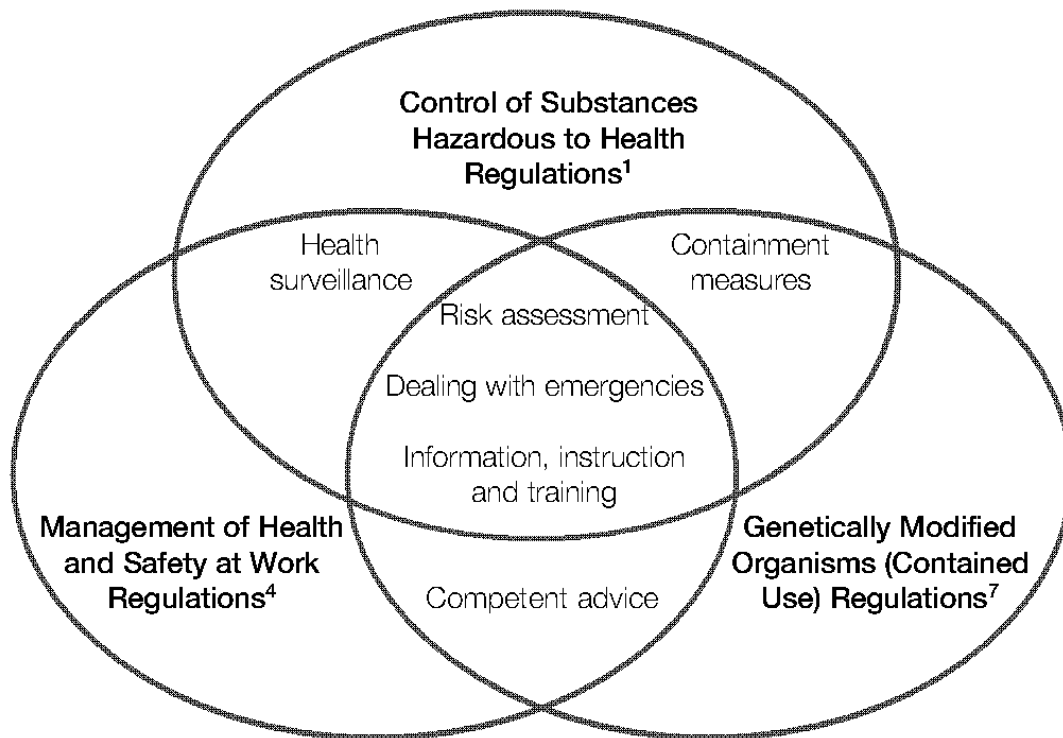 Control of Substances
Hazardous to Health
Regulations¹
Health
surveillance
Containment
measures
Risk assessment
Dealing with emergencies
Information, instruction
and training
Management of Health
and Safety at Work
Regulations⁴
Genetically Modified
Organisms (Contained
Use) Regulations⁷
Competent advice